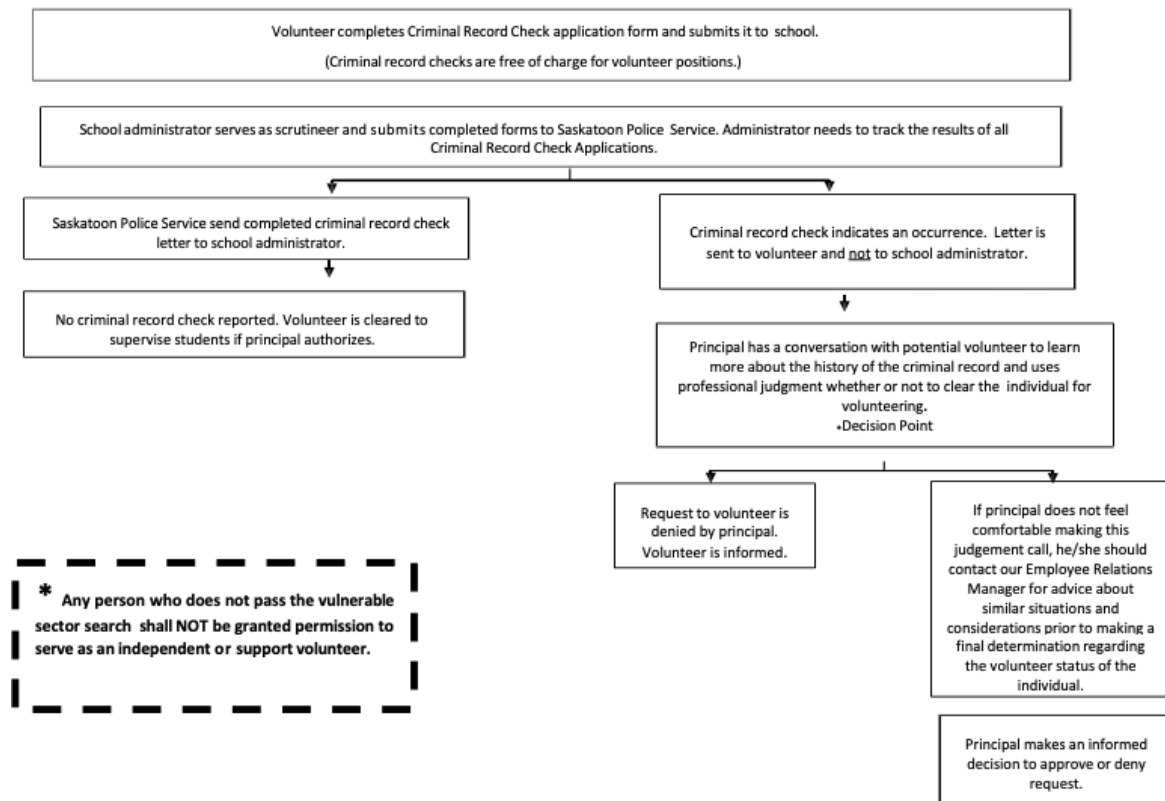 Volunteer completes Criminal Record Check application form and submits it to school.
(Criminal record checks are free of charge for volunteer positions.)
School administrator serves as scrutineer and submits completed forms to Saskatoon Police Service. Administrator needs to track the results of all
Criminal Record Check Applications.
Saskatoon Police Service send completed criminal record check
letter to school administrator.
No criminal record check reported. Volunteer is cleared to
supervise students if principal authorizes.
Criminal record check indicates an occurrence. Letter is
sent to volunteer and not to school administrator.
Principal has a conversation with potential volunteer to learn
more about the history of the criminal record and uses
professional judgment whether or not to clear the individual for
volunteering.
•Decision Point
Request to volunteer is
denied by principal.
Volunteer is informed.
If principal does not feel
comfortable making this
judgement call, he/she should
contact our Employee Relations
Manager for advice about
similar situations and
considerations prior to making a
final determination regarding
the volunteer status of the
individual.
Principal makes an informed
decision to approve or deny
request.
* Any person who does not pass the vulnerable
sector search shall NOT be granted permission to
serve as an independent or support volunteer.